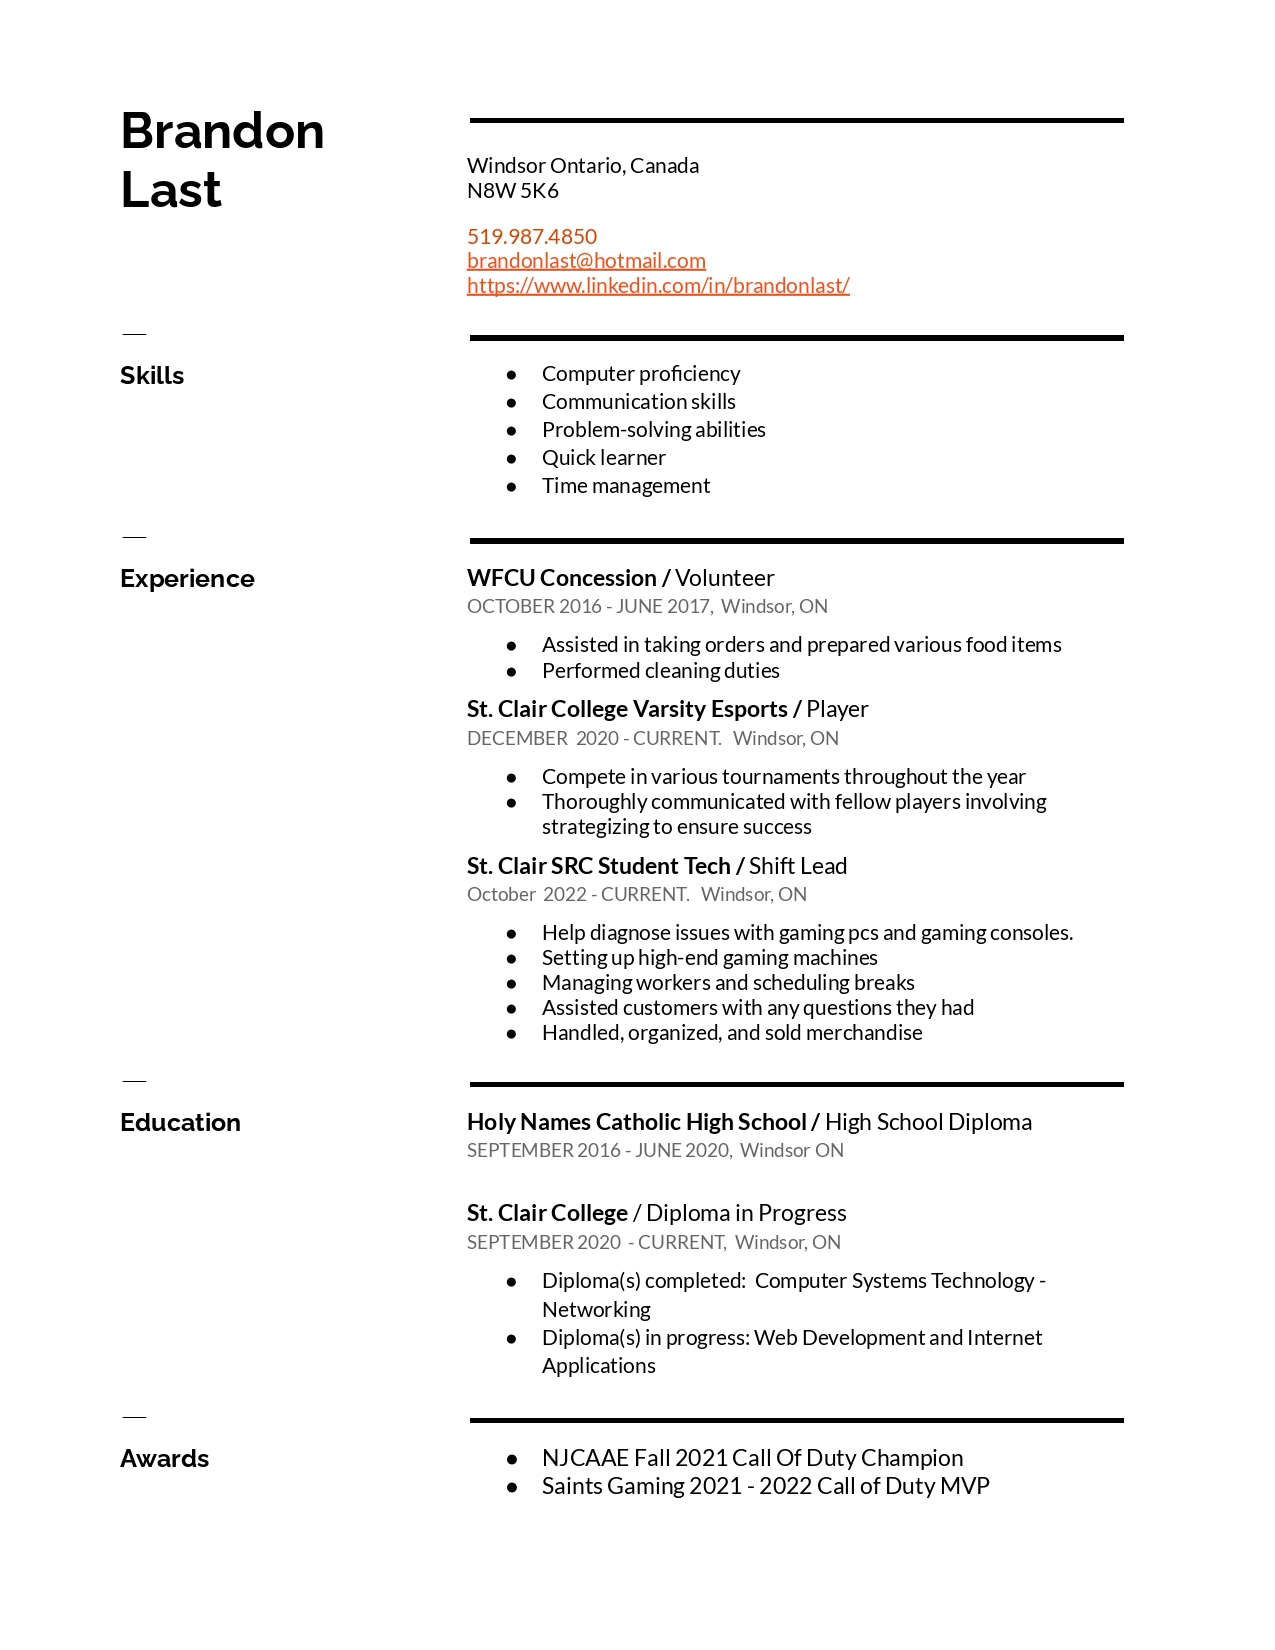 Brandon
Last
Windsor Ontario, Canada
N8W 5K6
519.987.4850
brandonlast@hotmail.com
https://www.linkedin.com/in/brandonlast/
Skills
● Computer proficiency
● Communication skills
● Problem-solving abilities
● Quick learner
● Time management
Experience
WFCU Concession / Volunteer
OCTOBER 2016 - JUNE 2017, Windsor, ON
● Assisted in taking orders and prepared various food items
● Performed cleaning duties
St. Clair College Varsity Esports / Player
DECEMBER 2020 - CURRENT. Windsor, ON
● Compete in various tournaments throughout the year
● Thoroughly communicated with fellow players involving
strategizing to ensure success
St. Clair SRC Student Tech / Shift Lead
October 2022 - CURRENT. Windsor, ON
● Help diagnose issues with gaming pcs and gaming consoles.
● Setting up high-end gaming machines
● Managing workers and scheduling breaks
● Assisted customers with any questions they had
● Handled, organized, and sold merchandise
Education
Holy Names Catholic High School / High School Diploma
SEPTEMBER 2016 - JUNE 2020, Windsor ON
St. Clair College / Diploma in Progress
SEPTEMBER 2020 - CURRENT, Windsor, ON
● Diploma(s) completed: Computer Systems Technology -
Networking
● Diploma(s) in progress: Web Development and Internet
Applications
Awards
● NJCAAE Fall 2021 Call Of Duty Champion
● Saints Gaming 2021 - 2022 Call of Duty MVP